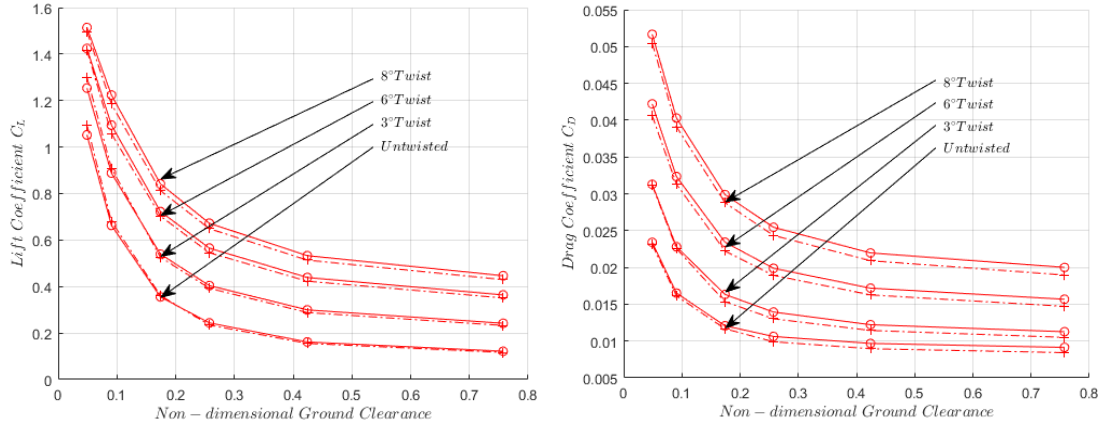 1.6
1.4
1.2
1
0.8
0.6
0.4
0.2
0
Lift Coefficient C_L
8°Twist
6°Twist
3°Twist
Untwisted
0 0.1 0.2 0.3 0.4 0.5 0.6 0.7 0.8
Non − dimensional Ground Clearance
0.055
0.05
0.045
0.04
0.035
0.03
0.025
0.02
0.015
0.01
0.005
Drag Coefficient C_D
8°Twist
6°Twist
3°Twist
Untwisted
0 0.1 0.2 0.3 0.4 0.5 0.6 0.7 0.8
Non − dimensional Ground Clearance